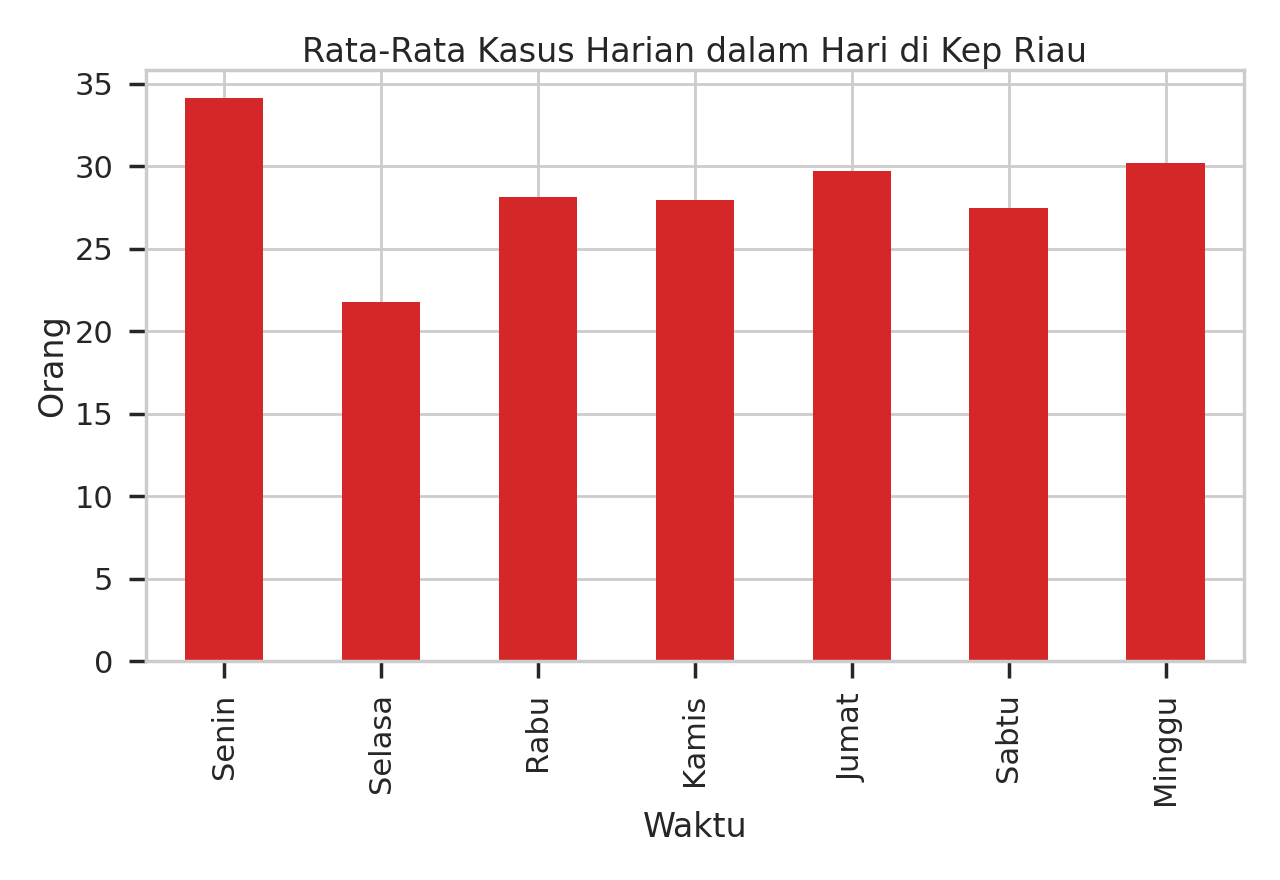 Rata-Rata Kasus Harian dalam Hari di Kep Riau
35
30
25
20
15
10
5
0
Orang
Senin
Selasa
Rabu
Kamis
Jumat
Sabtu
Minggu
Waktu